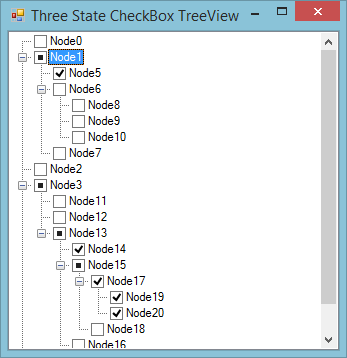 Three State CheckBox TreeView
Node0
Node1
Node5
Node6
Node8
Node9
Node10
Node7
Node2
Node3
Node11
Node12
Node13
Node14
Node15
Node17
Node19
Node20
Node18
Node16